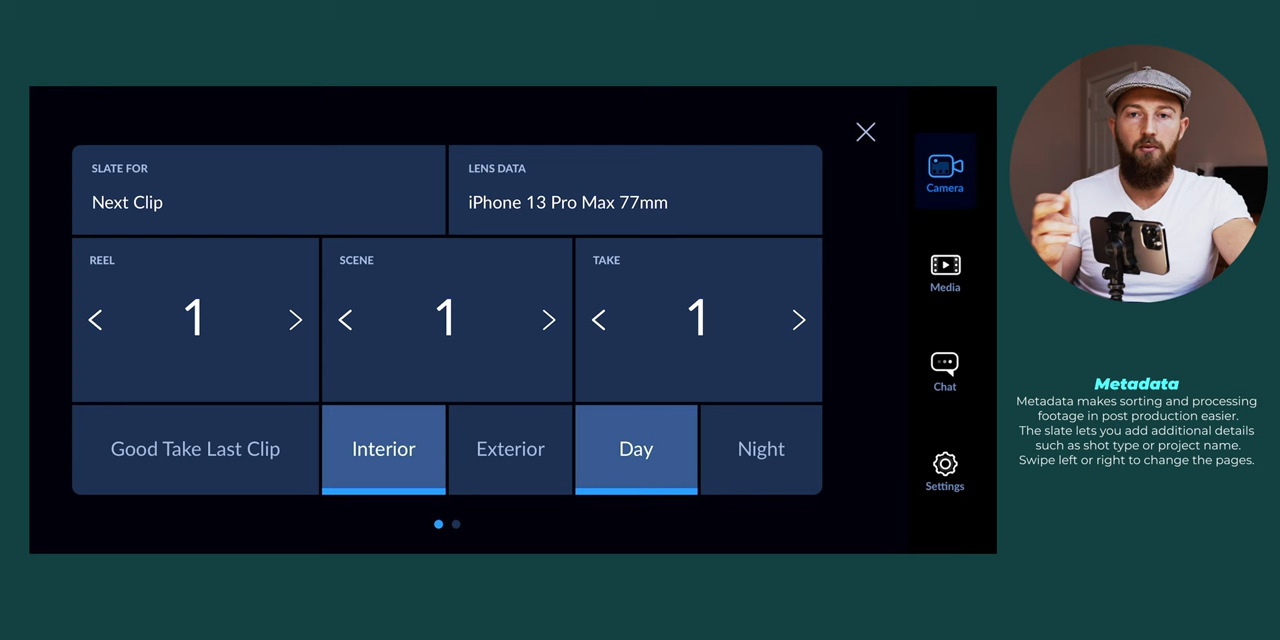 SLATE FOR
Next Clip
LENS DATA
iPhone 13 Pro Max 77mm
REEL
1
SCENE
1
TAKE
1
Good Take Last Clip
Interior
Exterior
Day
Night
Camera
Media
Chat
Settings
Metadata
Metadata makes sorting and processing
footage in post production easier.
The slate lets you add additional details
such as shot type or project name.
Swipe left or right to change the pages.